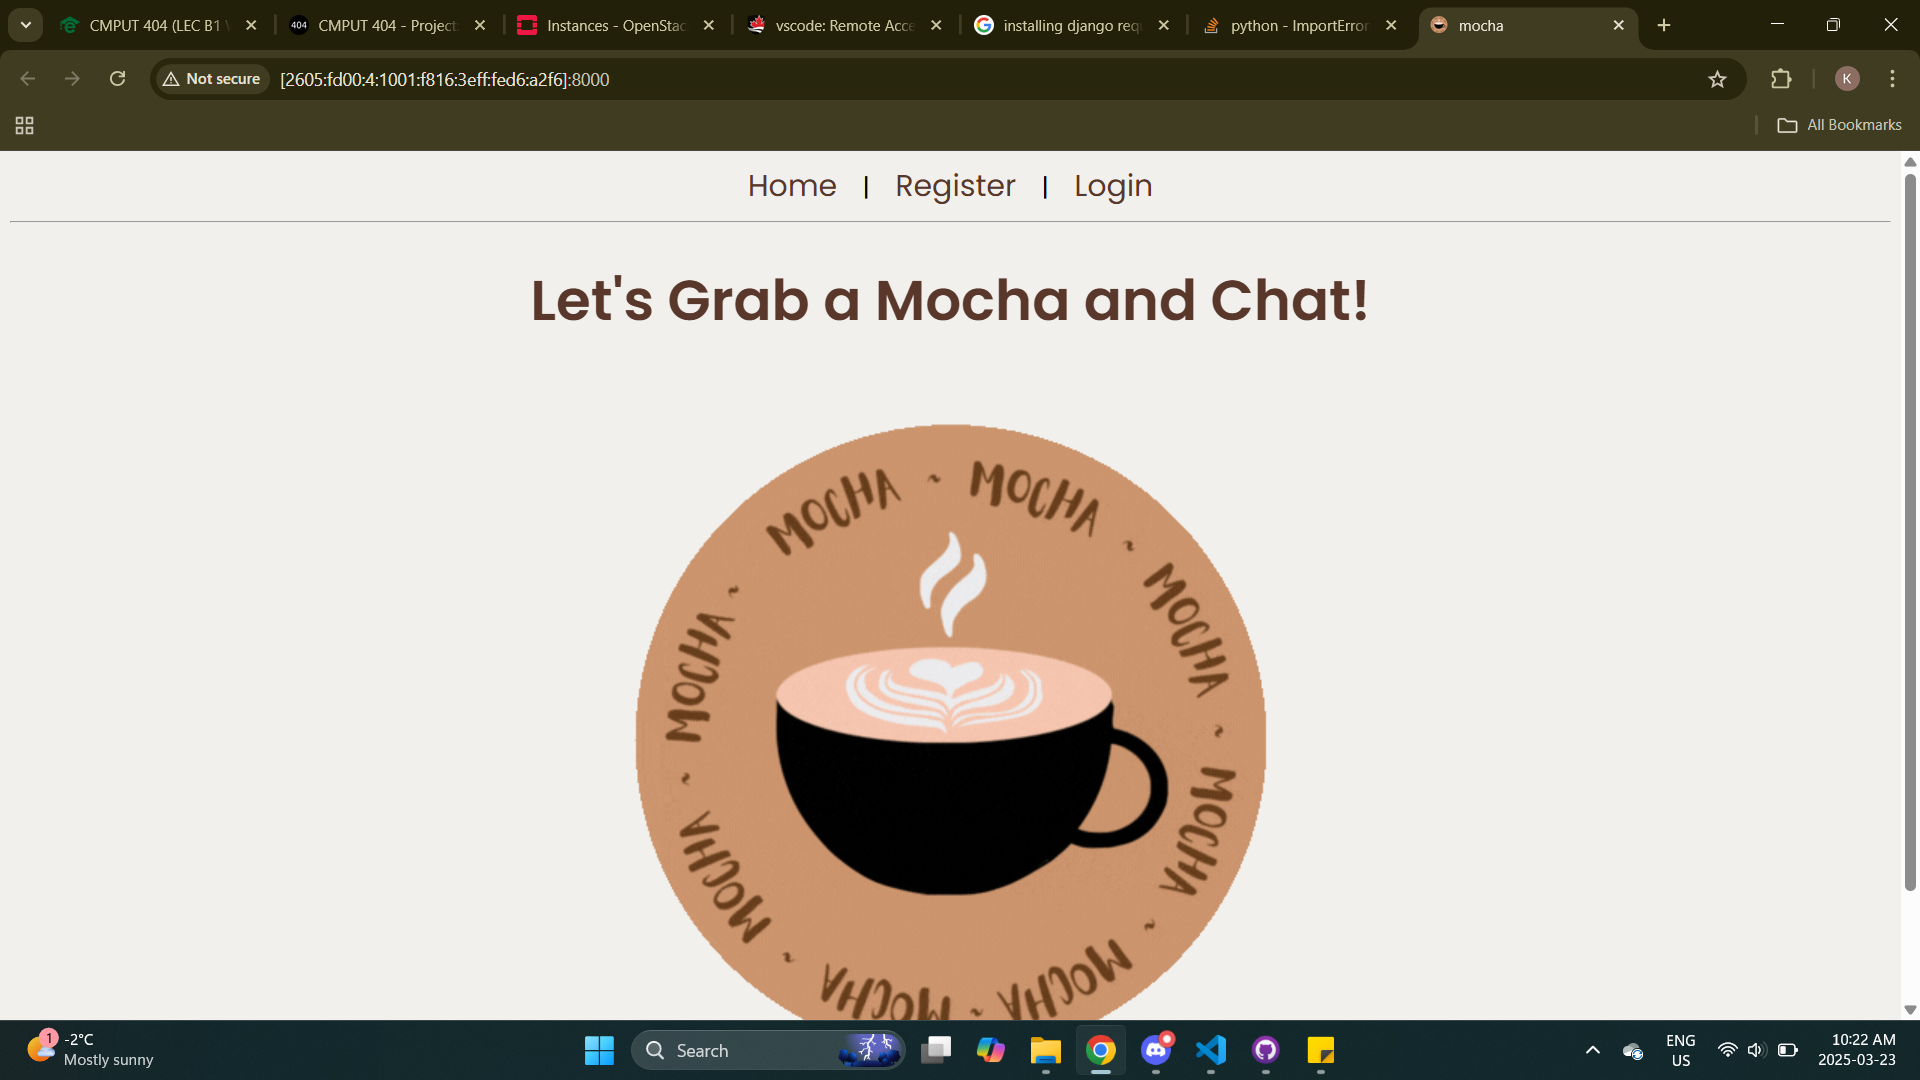 CMPUT 404 (LEC B1
CMPUT 404 - Project
Instances - OpenStac
vscode: Remote Acce
installing django req
python - ImportError
mocha
Not secure
[2605:fd00:4:1001:f816:3eff:fed6:a2f6]:8000
K
All Bookmarks
Home | Register | Login
Let's Grab a Mocha and Chat!
MOCHA ~ MOCHA ~ MOCHA ~ MOCHA ~ MOCHA ~ MOCHA ~ MOCHA ~ MOCHA ~
1
-2°C
Mostly sunny
Search
ENG
US
10:22 AM
2025-03-23